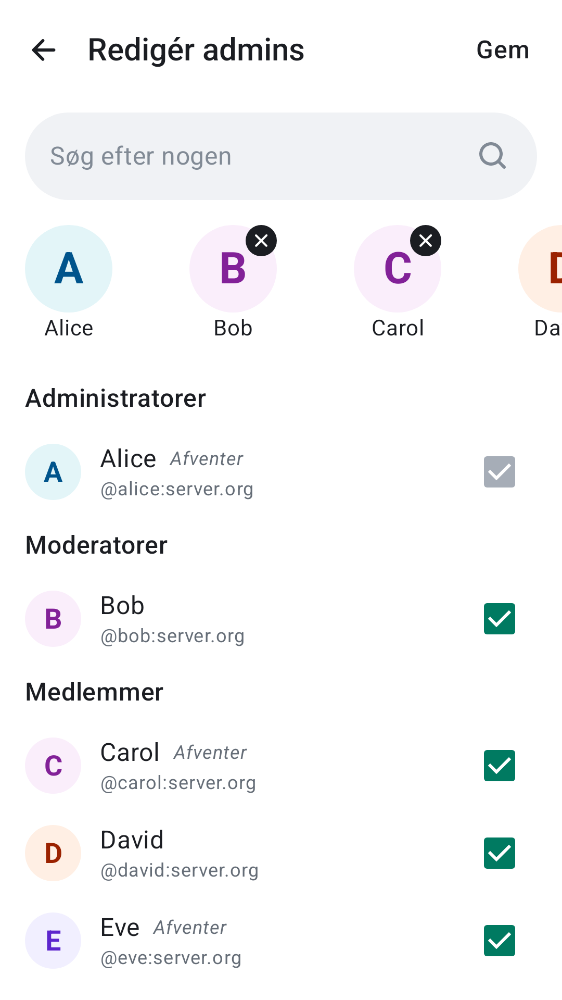 Redigér admins
Gem
Søg efter nogen
A
B
C
D
Alice
Bob
Carol
Da
Administratorer
A
Alice Afventer
@alice:server.org
Moderatorer
B
Bob
@bob:server.org
Medlemmer
C
Carol Afventer
@carol:server.org
D
David
@david:server.org
E
Eve Afventer
@eve:server.org